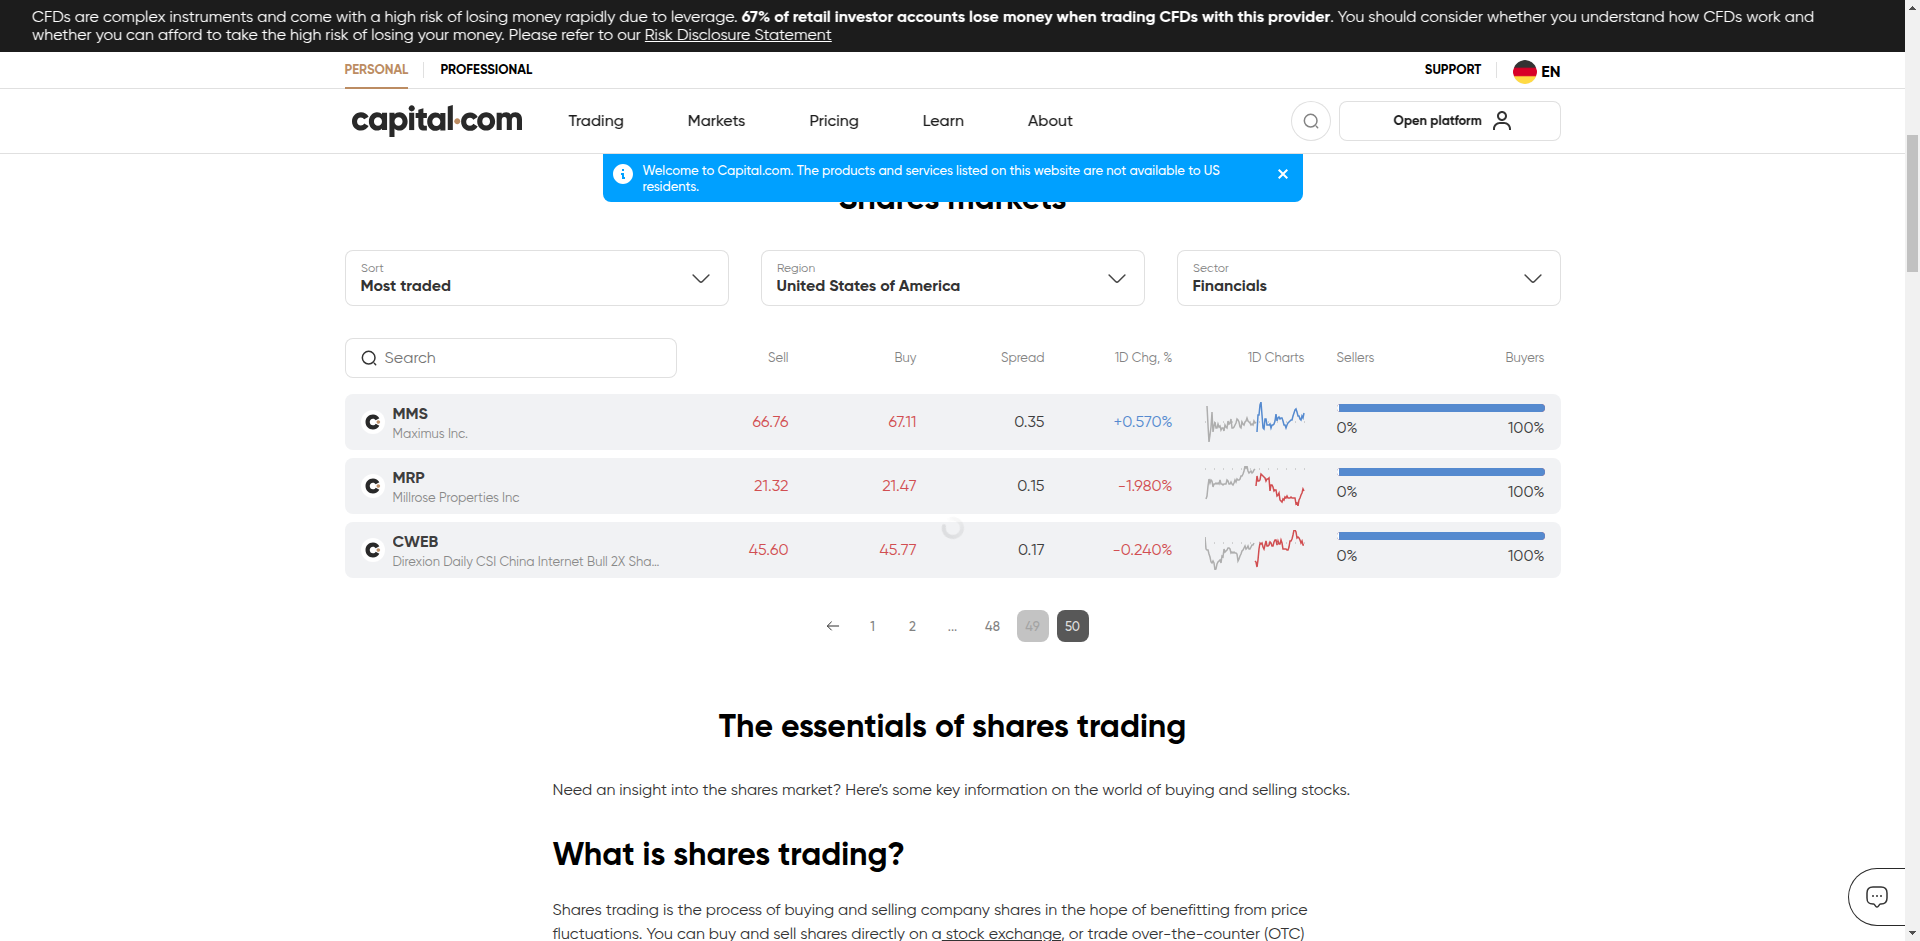 CFDs are complex instruments and come with a high risk of losing money rapidly due to leverage. 67% of retail investor accounts lose money when trading CFDs with this provider. You should consider whether you understand how CFDs work and
whether you can afford to take the high risk of losing your money. Please refer to our Risk Disclosure Statement
PERSONAL PROFESSIONAL SUPPORT EN
capital.com Trading Markets Pricing Learn About Open platform
Welcome to Capital.com. The products and services listed on this website are not available to US
residents.
Shares markets
Sort Region Sector
Most traded United States of America Financials
Search Sell Buy Spread 1D Chg, % 1D Charts Sellers Buyers
MMS
Maximus Inc.
66.76 67.11 0.35 +0.570% 0% 100%
MRP
Millrose Properties Inc
21.32 21.47 0.15 -1.980% 0% 100%
CWEB
Direxion Daily CSI China Internet Bull 2X Sha...
45.60 45.77 0.17 -0.240% 0% 100%
1 2 ... 48 49 50
The essentials of shares trading
Need an insight into the shares market? Here's some key information on the world of buying and selling stocks.
What is shares trading?
Shares trading is the process of buying and selling company shares in the hope of benefitting from price
fluctuations. You can buy and sell shares directly on a stock exchange, or trade over-the-counter (OTC)